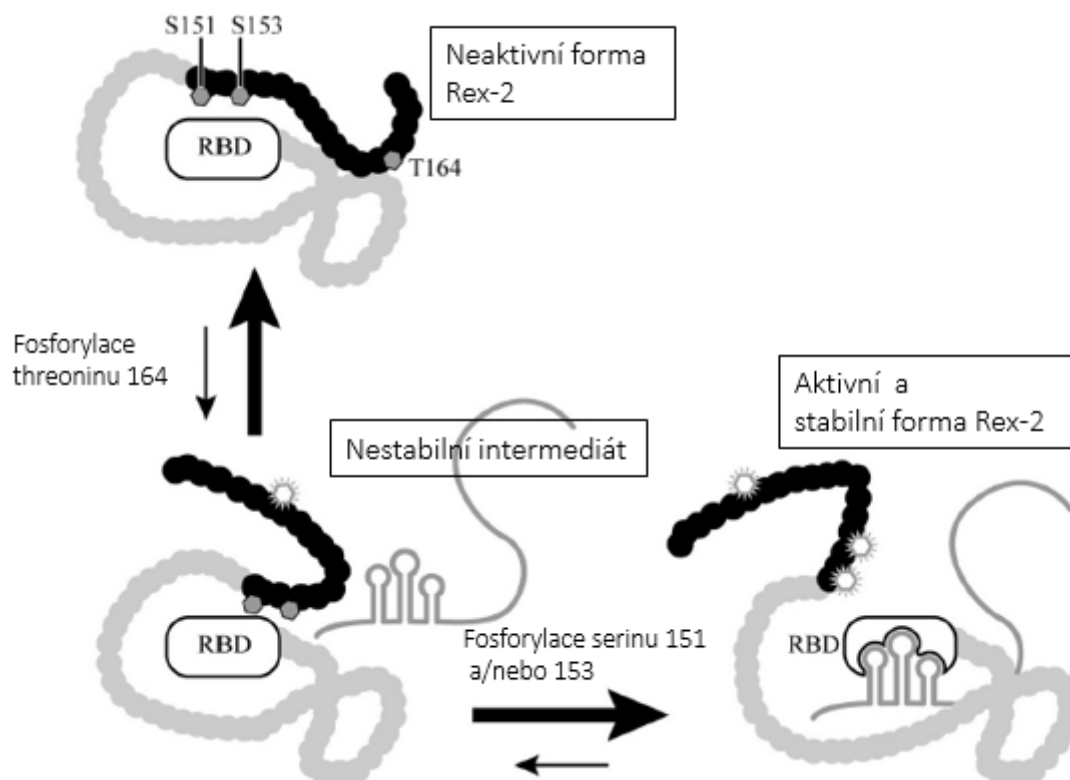 S151 S153
Neaktivní forma
Rex-2
RBD
T164
Fosforylace
threoninu 164
Nestabilní intermediát
Aktivní a
stabilní forma Rex-2
RBD
Fosforylace serinu 151
a/nebo 153
RBD